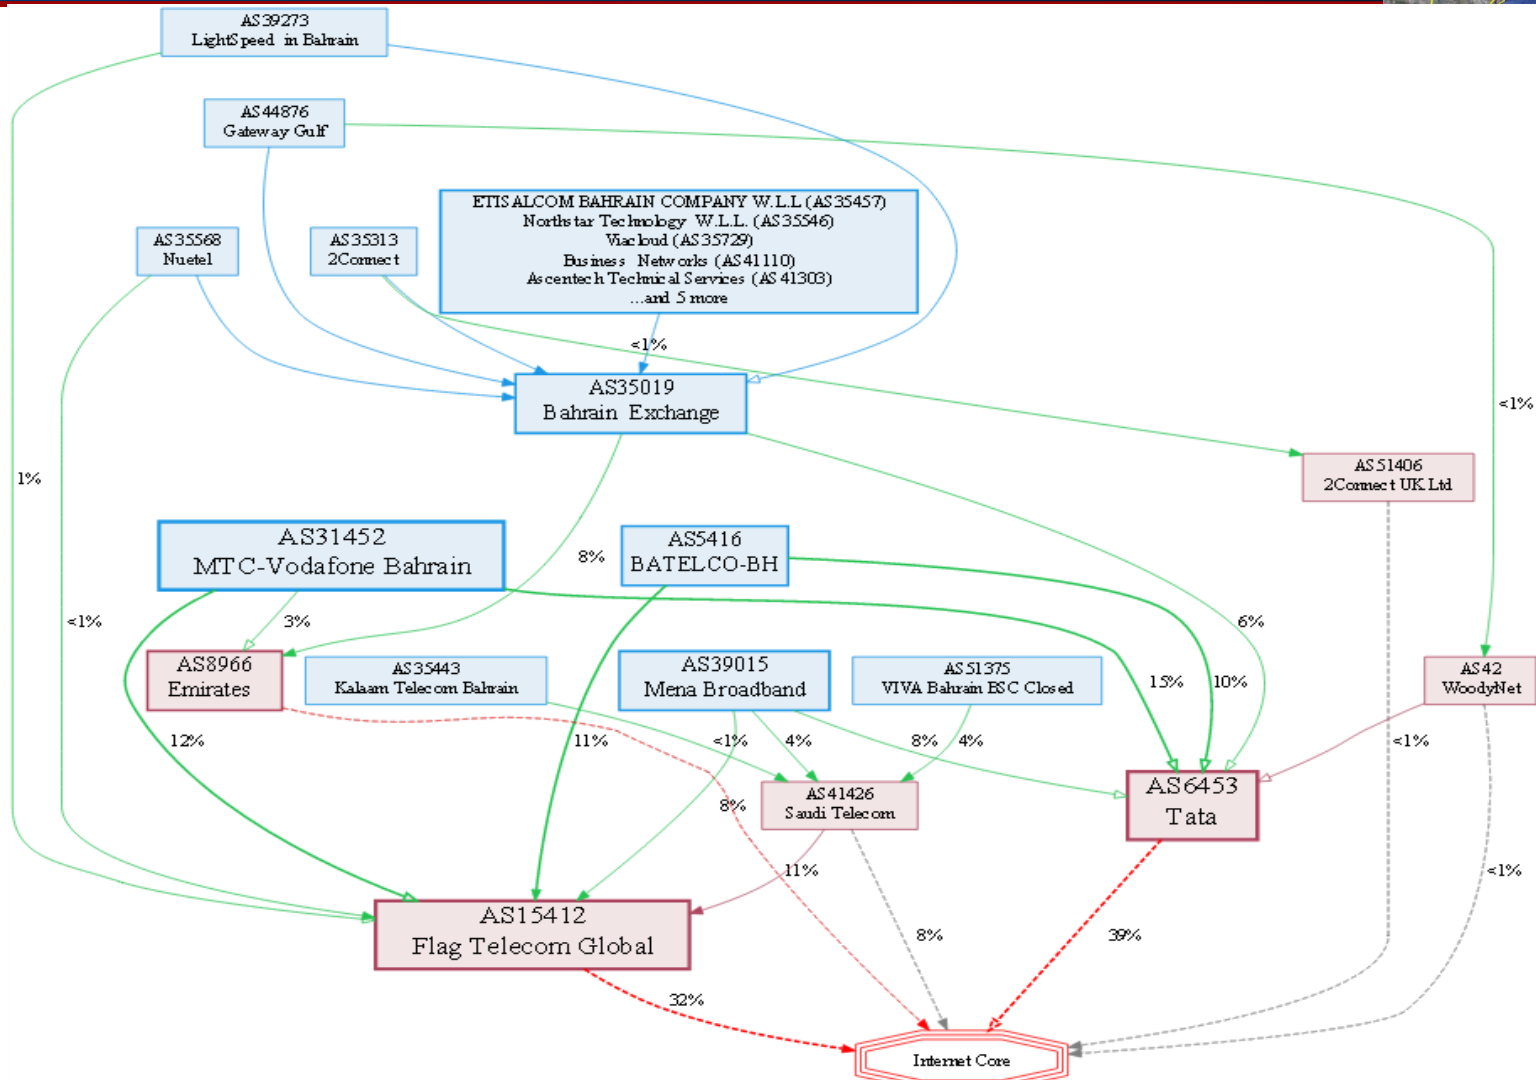 AS39273
LightSpeed in Bahrain
AS44876
Gateway Gulf
ETISALCOM BAHRAIN COMPANY W.L.L (AS35457)
Northstar Technology W.L.L. (AS35546)
Viacloud (AS35729)
Business Networks (AS41110)
Ascentech Technical Services (AS41303)
...and 5 more
AS35568
Nuetel
AS35313
2Connect
<1%
AS35019
Bahrain Exchange
<1%
AS51406
2Connect UK Ltd
1%
AS31452
MTC-Vodafone Bahrain
AS5416
BATELCO-BH
8%
<1%
3%
6%
AS8966
Emirates
AS35443
Kalaam Telecom Bahrain
AS39015
Mena Broadband
AS51375
VIVA Bahrain BSC Closed
AS42
WoodyNet
15%
10%
12%
11%
<1%
4%
8%
4%
<1%
AS41426
Saudi Telecom
AS6453
Tata
8%
11%
<1%
AS15412
Flag Telecom Global
8%
39%
32%
Internet Core